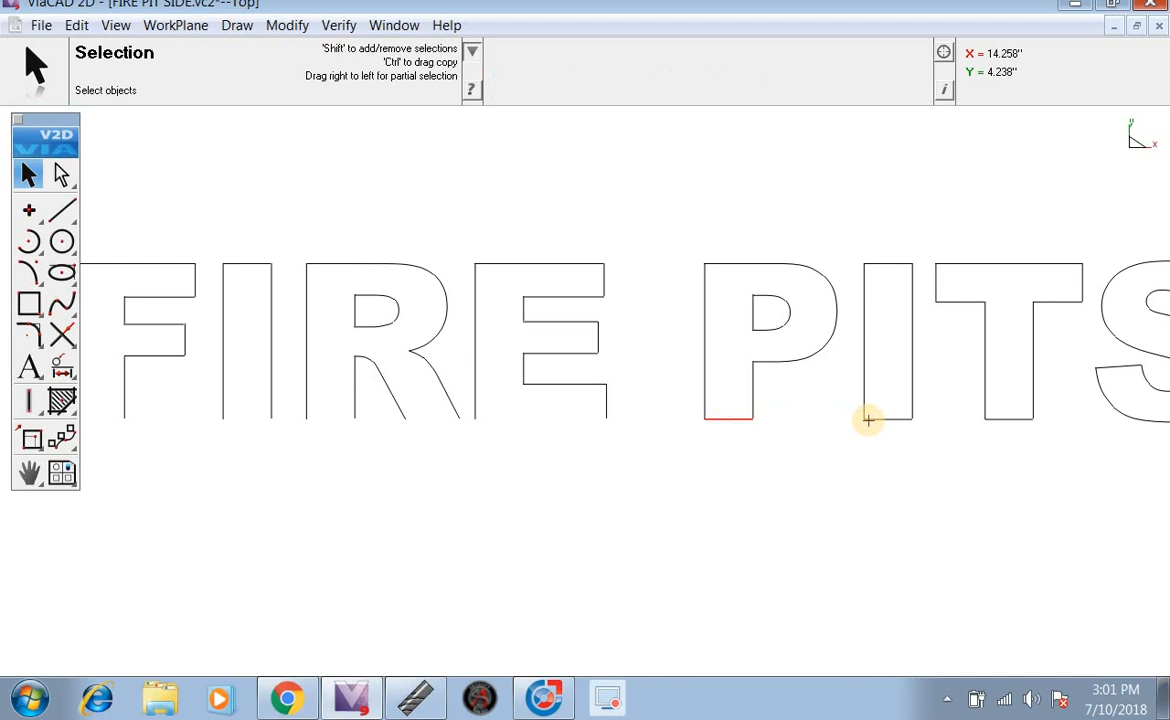 ViaCAD 2D - [FIRE PIT SIDE.vc2*--Top]
File Edit View WorkPlane Draw Modify Verify Window Help
Selection
'Shift' to add/remove selections
'Ctrl' to drag copy
Drag right to left for partial selection
Select objects
?
i
X = 14.258"
Y = 4.238"
V2D
VIA
y
x
A
FIRE PITS
9
3:01 PM
7/10/2018